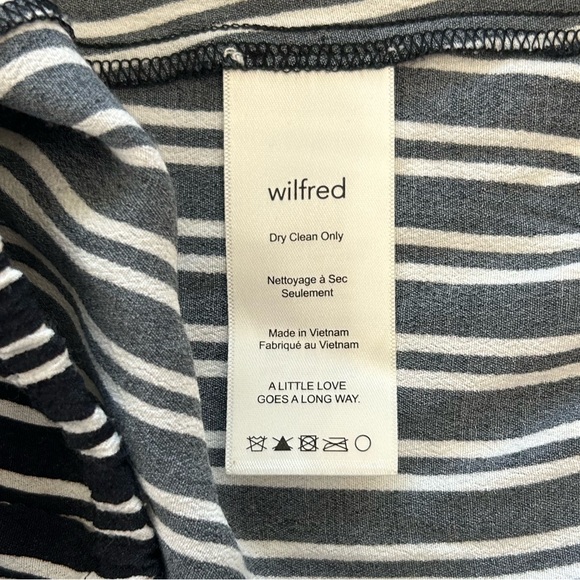 wilfred
Dry Clean Only
Nettoyage à Sec
Seulement
Made in Vietnam
Fabriqué au Vietnam
A LITTLE LOVE
GOES A LONG WAY.